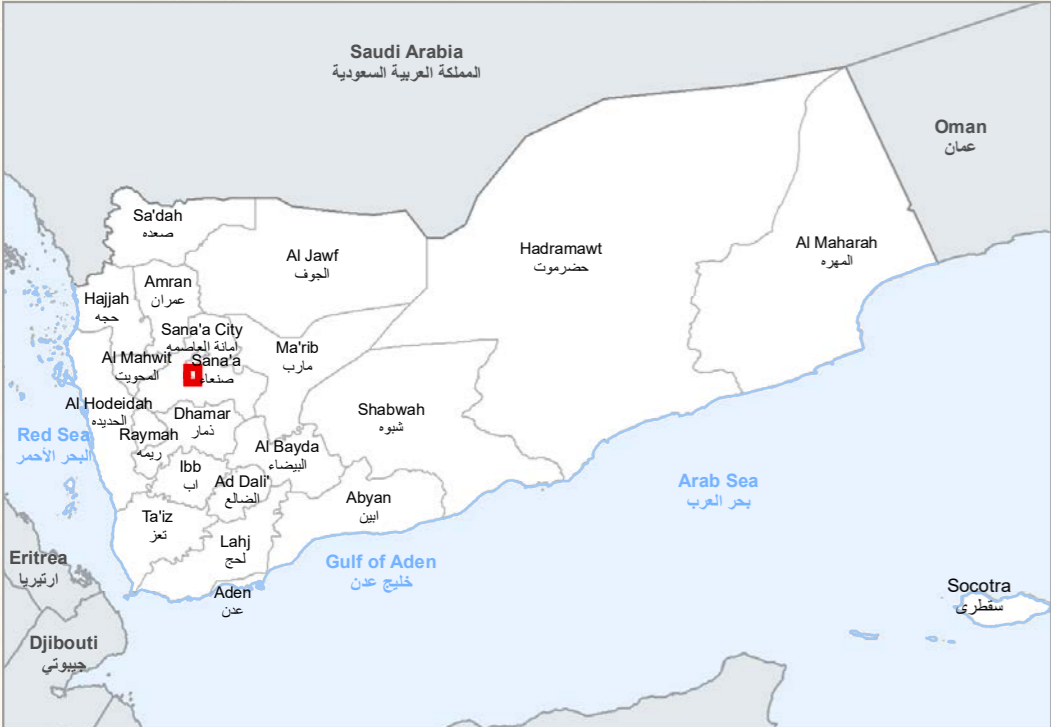 Saudi Arabia
المملكة العربية السعودية
Oman
عمان
Sa'dah
صعده
Al Jawf
الجوف
Hadramawt
حضرموت
Al Maharah
المهره
Amran
عمران
Hajjah
حجه
Sana'a City
امانة العاصمه
Ma'rib
مارب
Al Mahwit
المحويت
Sana'a
صنعاء
Al Hodeidah
الحديده
Dhamar
ذمار
Shabwah
شبوه
Raymah
ريمه
Red Sea
البحر الأحمر
Al Bayda
البيضاء
Ibb
اب
Ad Dali'
الضالع
Arab Sea
بحر العرب
Abyan
ابين
Ta'iz
تعز
Lahj
لحج
Eritrea
ارتيريا
Gulf of Aden
خليج عدن
Aden
عدن
Socotra
سقطرى
Djibouti
جيبوتي